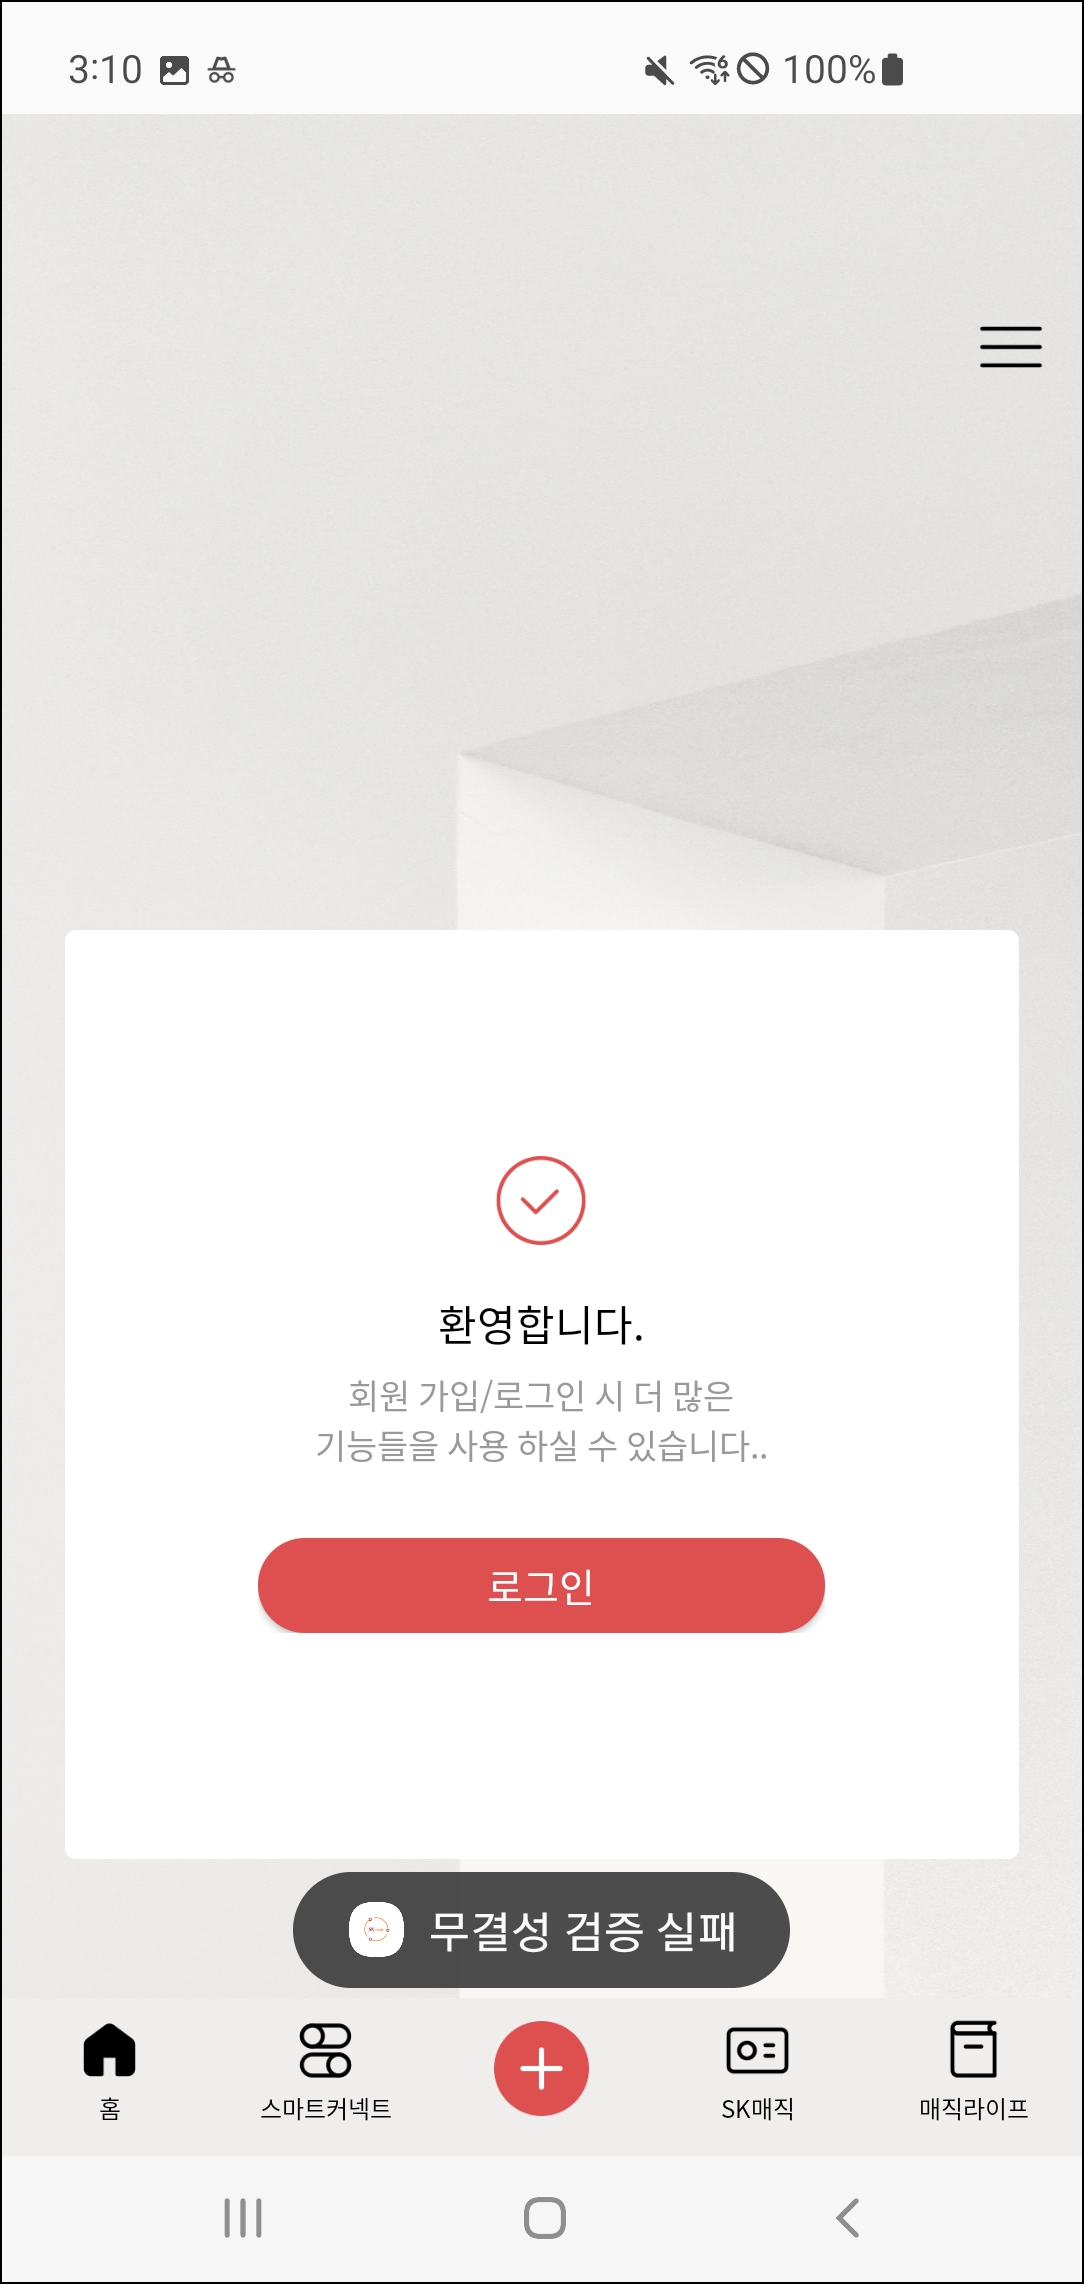 3:10
100%
환영합니다.
회원 가입/로그인 시 더 많은
기능들을 사용 하실 수 있습니다..
로그인
무결성 검증 실패
홈
스마트커넥트
SK매직
매직라이프